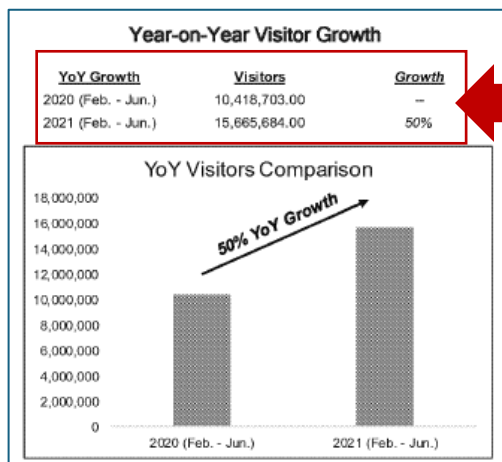 Year-on-Year Visitor Growth
YoY Growth Visitors Growth
2020 (Feb. - Jun.) 10,418,703.00 --
2021 (Feb. - Jun.) 15,665,684.00 50%
YoY Visitors Comparison
18,000,000
16,000,000
14,000,000
12,000,000
10,000,000
8,000,000
6,000,000
4,000,000
2,000,000
0
50% YoY Growth
2020 (Feb. - Jun.) 2021 (Feb. - Jun.)